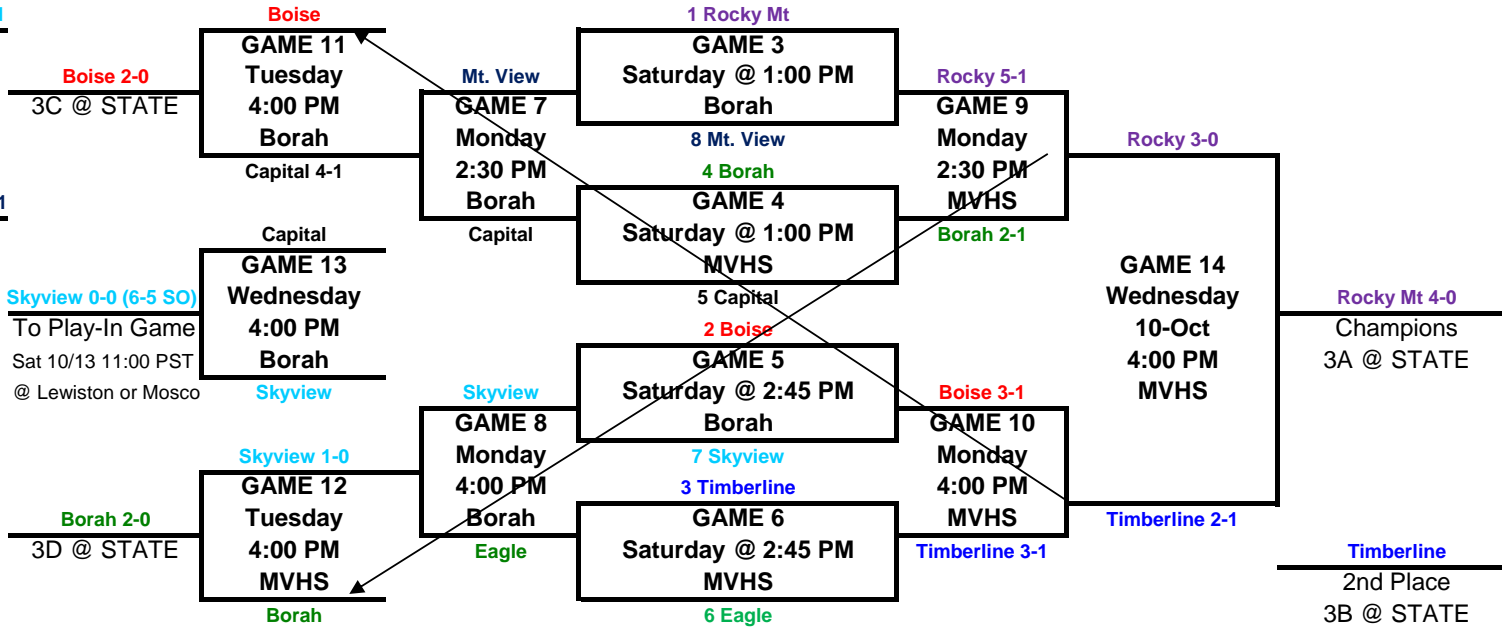 Boise
GAME 11
Tuesday
4:00 PM
Borah
Capital 4-1
Boise 2-0
3C @ STATE
1
Capital
GAME 13
Wednesday
4:00 PM
Borah
Skyview
Skyview 0-0 (6-5 SO)
To Play-In Game
Sat 10/13 11:00 PST
@ Lewiston or Mosco
Skyview 1-0
GAME 12
Tuesday
4:00 PM
MVHS
Borah
Borah 2-0
3D @ STATE
Mt. View
GAME 7
Monday
2:30 PM
Borah
Capital
Skyview
GAME 8
Monday
4:00 PM
Borah
Eagle
1 Rocky Mt
GAME 3
Saturday @ 1:00 PM
Borah
8 Mt. View
4 Borah
GAME 4
Saturday @ 1:00 PM
MVHS
5 Capital
2 Boise
GAME 5
Saturday @ 2:45 PM
Borah
7 Skyview
3 Timberline
GAME 6
Saturday @ 2:45 PM
MVHS
6 Eagle
Rocky 5-1
GAME 9
Monday
2:30 PM
MVHS
Borah 2-1
Boise 3-1
GAME 10
Monday
4:00 PM
MVHS
Timberline 3-1
Rocky 3-0
GAME 14
Wednesday
10-Oct
4:00 PM
MVHS
Timberline 2-1
Rocky Mt 4-0
Champions
3A @ STATE
Timberline
2nd Place
3B @ STATE